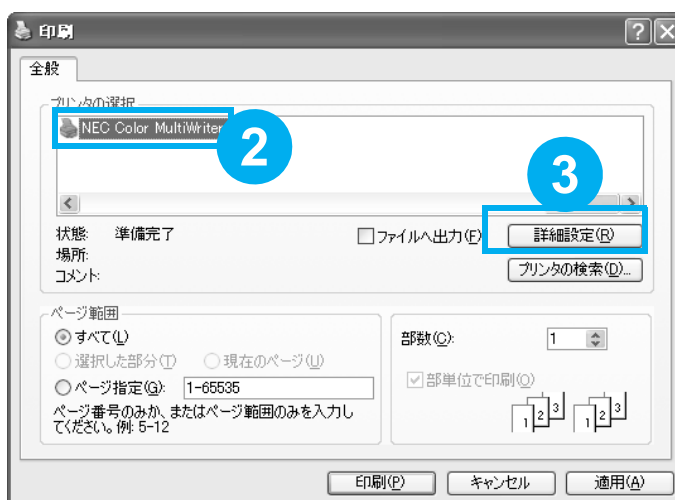 印刷
?
全般
プリンタの選択
NEC Color MultiWriter
2
3
状態: 準備完了
ファイルへ出力(F)
詳細設定(R)
場所:
コメント:
プリンタの検索(D)...
ページ範囲
すべて(L)
選択した部分(T) 現在のページ(U)
ページ指定(G): 1-65535
ページ番号のみか、またはページ範囲のみを入力し
てください。例: 5-12
部数(C): 1
部単位で印刷(O)
1 2 3 1 2 3
印刷(P) キャンセル 適用(A)